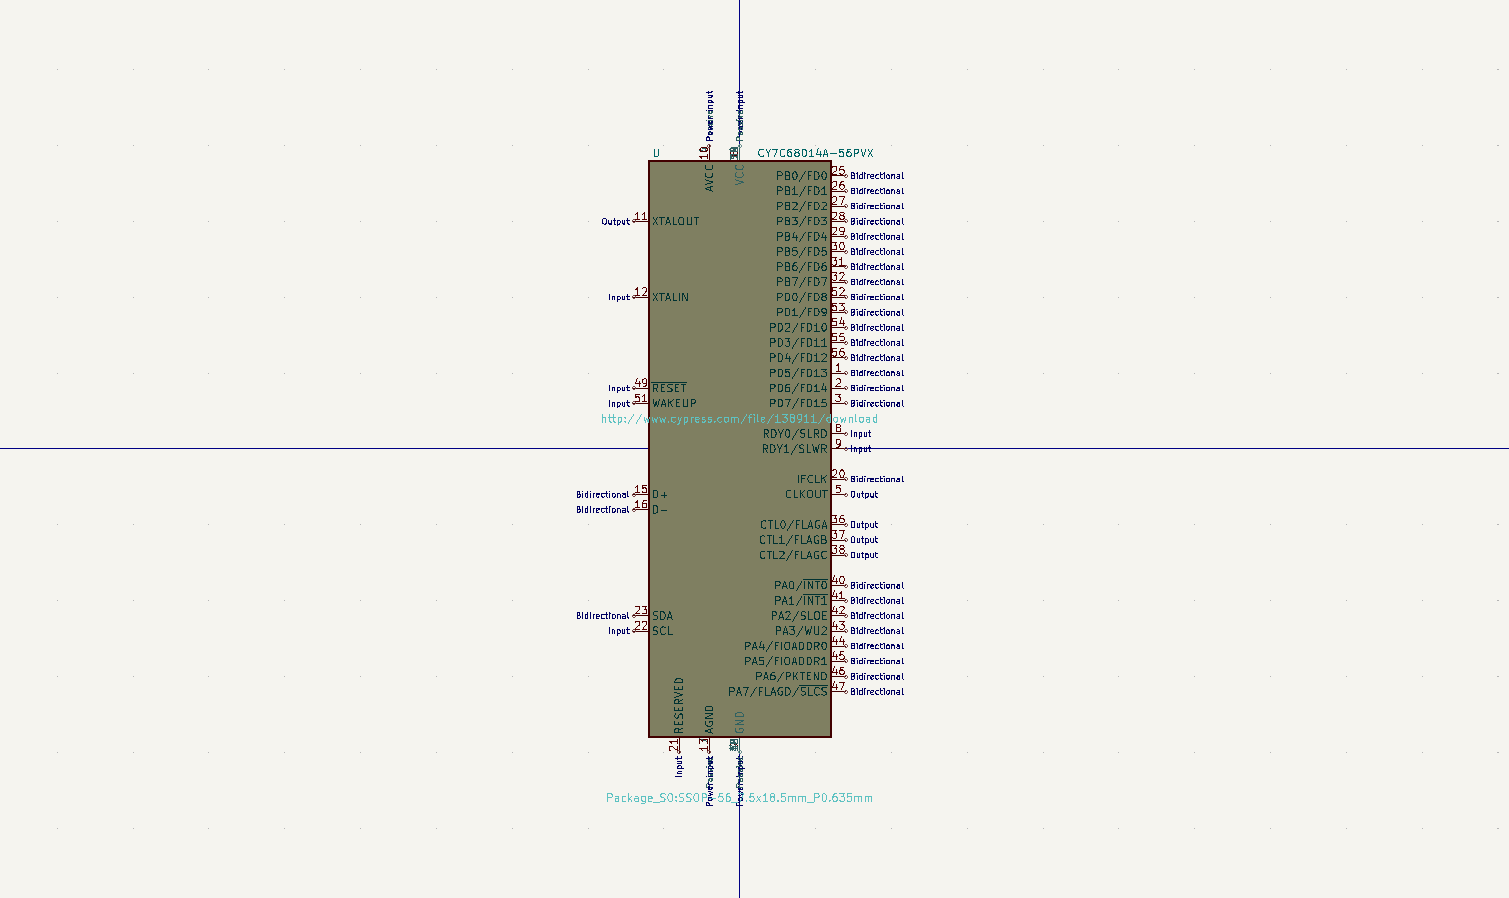 Power input
Power input
10
U
CY7C68014A-56PVX
AVCC
VCC
PB0/FD0 25 Bidirectional
PB1/FD1 26 Bidirectional
PB2/FD2 27 Bidirectional
Output 11 XTALOUT
PB3/FD3 28 Bidirectional
PB4/FD4 29 Bidirectional
PB5/FD5 30 Bidirectional
PB6/FD6 31 Bidirectional
PB7/FD7 32 Bidirectional
Input 12 XTALIN
PD0/FD8 52 Bidirectional
PD1/FD9 53 Bidirectional
PD2/FD10 54 Bidirectional
PD3/FD11 55 Bidirectional
PD4/FD12 56 Bidirectional
PD5/FD13 1 Bidirectional
Input 49 RESET
PD6/FD14 2 Bidirectional
Input 51 WAKEUP
PD7/FD15 3 Bidirectional
http://www.cypress.com/file/138911/download
RDY0/SLRD 8 Input
RDY1/SLWR 9 Input
IFCLK 20 Bidirectional
Bidirectional 15 D+
CLKOUT 5 Output
Bidirectional 16 D-
CTL0/FLAGA 36 Output
CTL1/FLAGB 37 Output
CTL2/FLAGC 38 Output
PA0/INT0 40 Bidirectional
PA1/INT1 41 Bidirectional
Bidirectional 23 SDA
PA2/SLOE 42 Bidirectional
Input 22 SCL
PA3/WU2 43 Bidirectional
PA4/FIOADDR0 44 Bidirectional
PA5/FIOADDR1 45 Bidirectional
PA6/PKTEND 46 Bidirectional
PA7/FLAGD/SLCS 47 Bidirectional
RESERVED
AGND
GND
21
13
Input
Power input
Power input
Package_SO:SSOP-56_7.5x18.5mm_P0.635mm